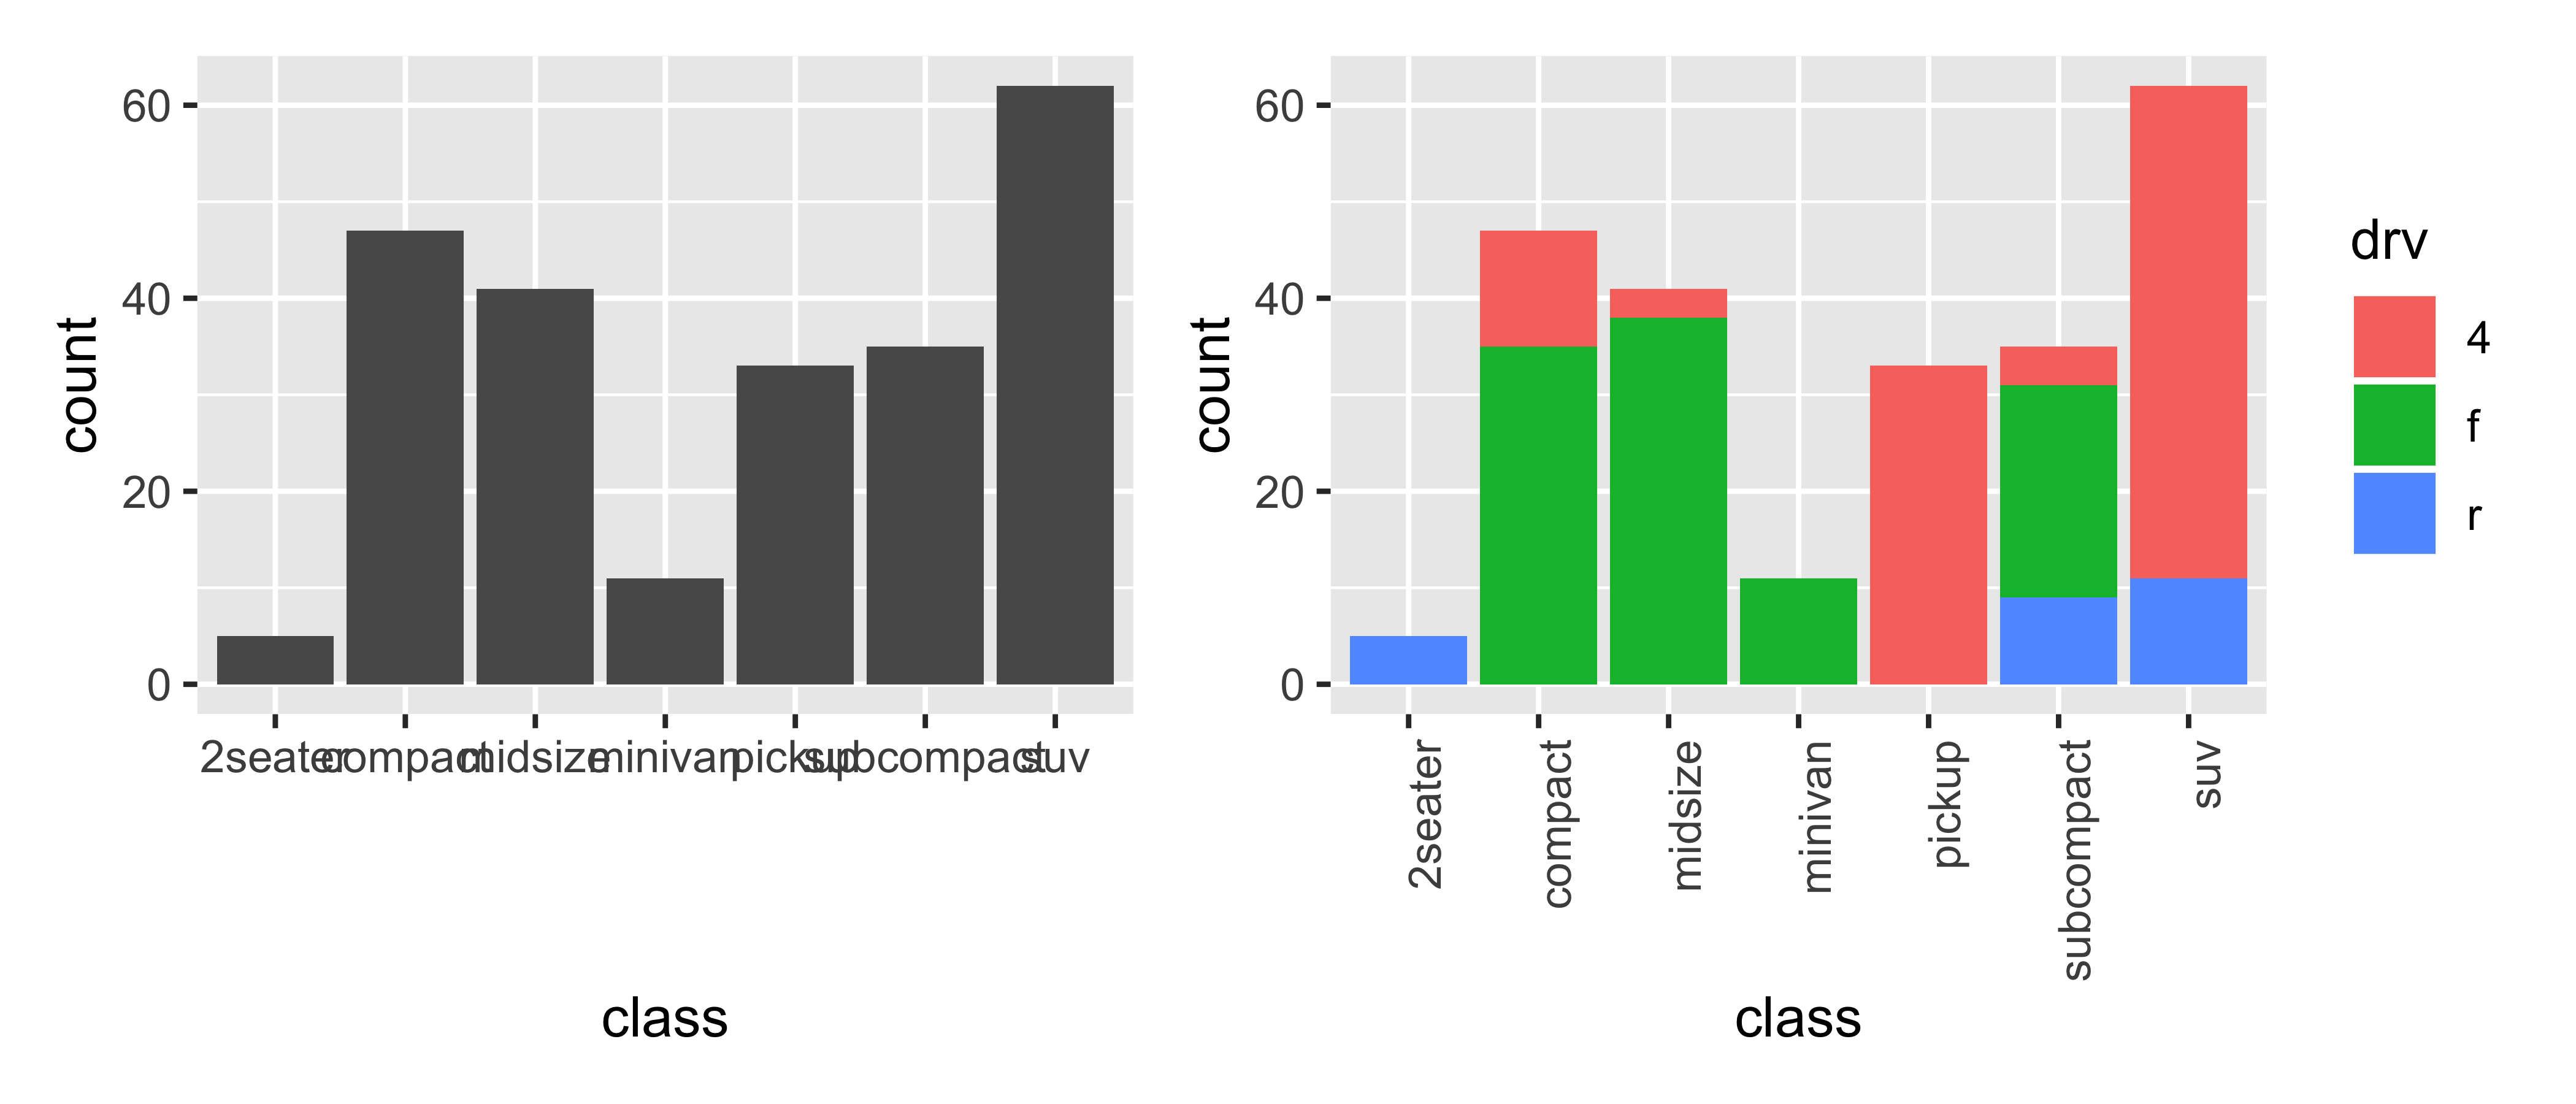 60
40
20
0
count
2seater
compact
midsize
minivan
pickup
subcompact
suv
class
60
40
20
0
count
2seater
compact
midsize
minivan
pickup
subcompact
suv
class
drv
4
f
r